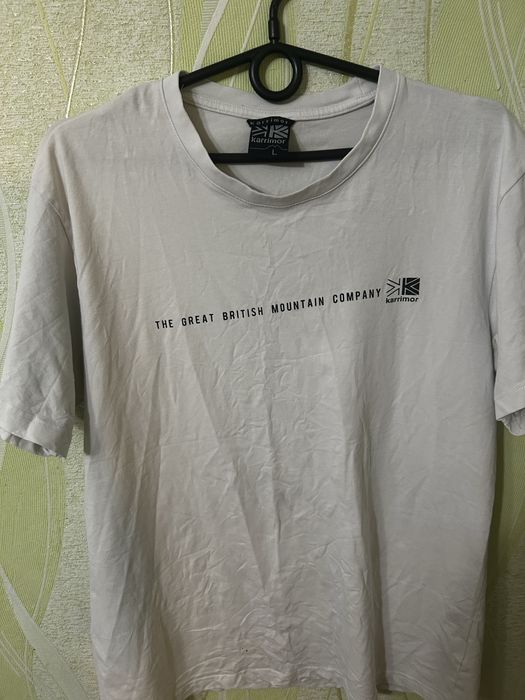 Karrimor
karrimor
L
THE GREAT BRITISH MOUNTAIN COMPANY
karrimor